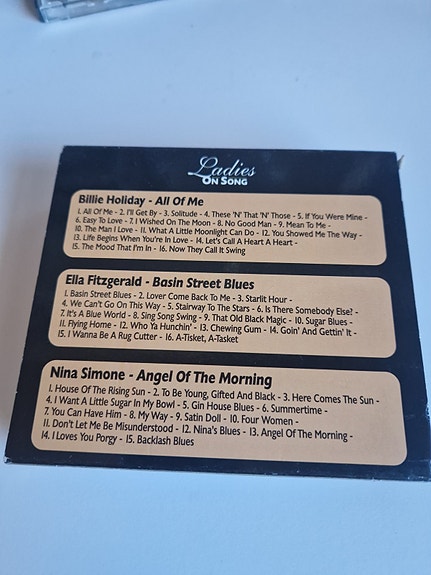 Ladies
ON SONG
Billie Holiday - All Of Me
1. All Of Me - 2. I'll Get By - 3. Solitude - 4. These 'N' That 'N' Those - 5. If You Were Mine -
6. Easy To Love - 7. I Wished On The Moon - 8. No Good Man - 9. Mean To Me -
10. The Man I Love - 11. What A Little Moonlight Can Do - 12. You Showed Me The Way -
13. Life Begins When You're In Love - 14. Let's Call A Heart A Heart -
15. The Mood That I'm In - 16. Now They Call It Swing
Ella Fitzgerald - Basin Street Blues
1. Basin Street Blues - 2. Lover Come Back To Me - 3. Starlit Hour -
4. We Can't Go On This Way - 5. Stairway To The Stars - 6. Is There Somebody Else? -
7. It's A Blue World - 8. Sing Song Swing - 9. That Old Black Magic - 10. Sugar Blues -
11. Flying Home - 12. Who Ya Hunchin' - 13. Chewing Gum - 14. Goin' And Gettin' It -
15. I Wanna Be A Rug Cutter - 16. A-Tisket, A-Tasket
Nina Simone - Angel Of The Morning
1. House Of The Rising Sun - 2. To Be Young, Gifted And Black - 3. Here Comes The Sun -
4. I Want A Little Sugar In My Bowl - 5. Gin House Blues - 6. Summertime -
7. You Can Have Him - 8. My Way - 9. Satin Doll - 10. Four Women -
11. Don't Let Me Be Misunderstood - 12. Nina's Blues - 13. Angel Of The Morning -
14. I Loves You Porgy - 15. Backlash Blues